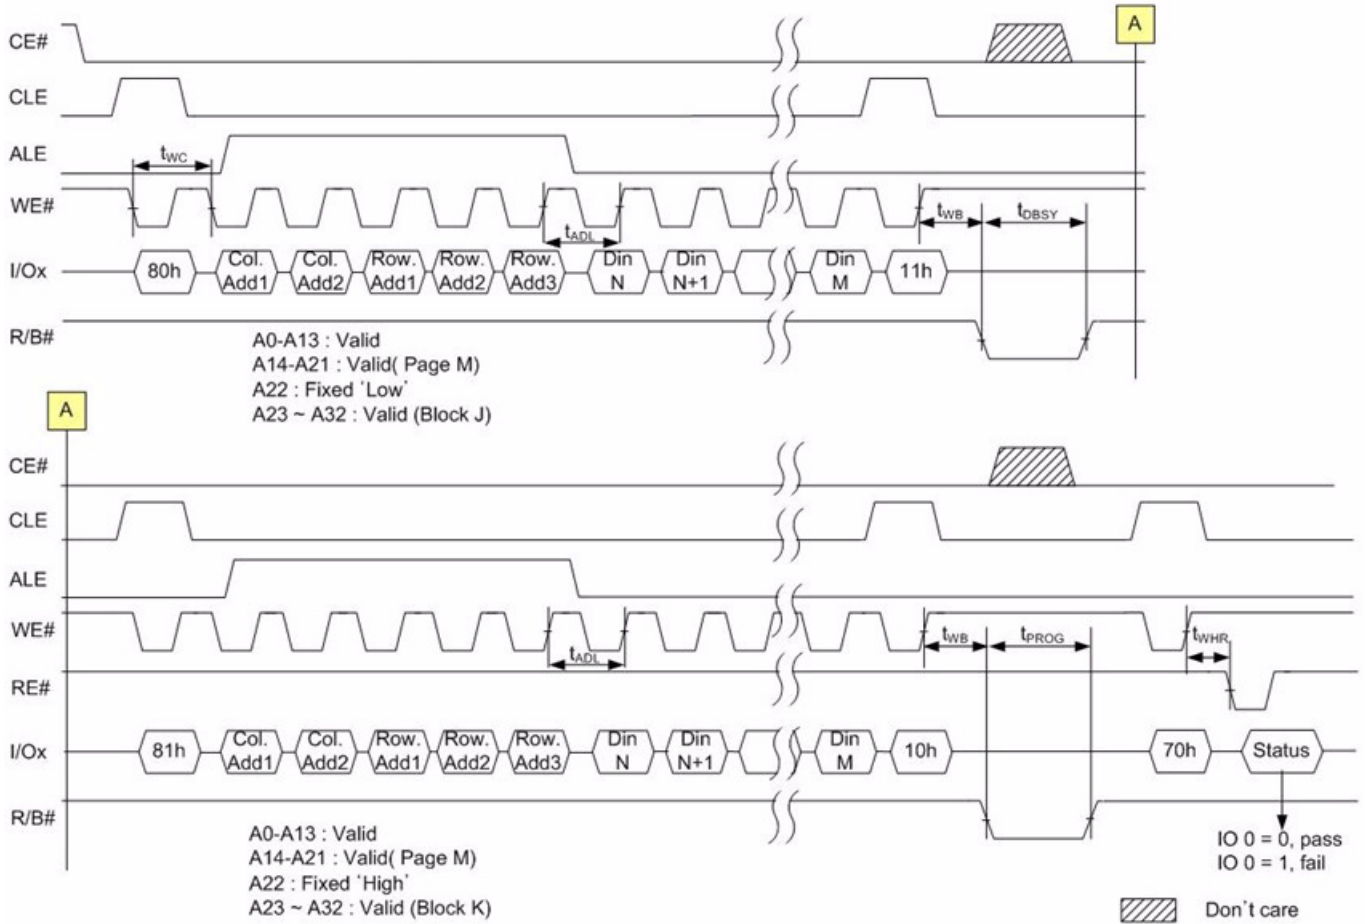 A
CE#
CLE
ALE
tWC
WE#
tADL
tWB
tDBSY
I/Ox
80h
Col. Add1
Col. Add2
Row. Add1
Row. Add2
Row. Add3
Din N
Din N+1
Din M
11h
R/B#
A0-A13 : Valid
A14-A21 : Valid( Page M)
A22 : Fixed 'Low'
A23 ~ A32 : Valid (Block J)
A
CE#
CLE
ALE
WE#
tADL
tWB
tPROG
tWHR
RE#
I/Ox
81h
Col. Add1
Col. Add2
Row. Add1
Row. Add2
Row. Add3
Din N
Din N+1
Din M
10h
70h
Status
R/B#
A0-A13 : Valid
A14-A21 : Valid( Page M)
A22 : Fixed 'High'
A23 ~ A32 : Valid (Block K)
IO 0 = 0, pass
IO 0 = 1, fail
Don't care